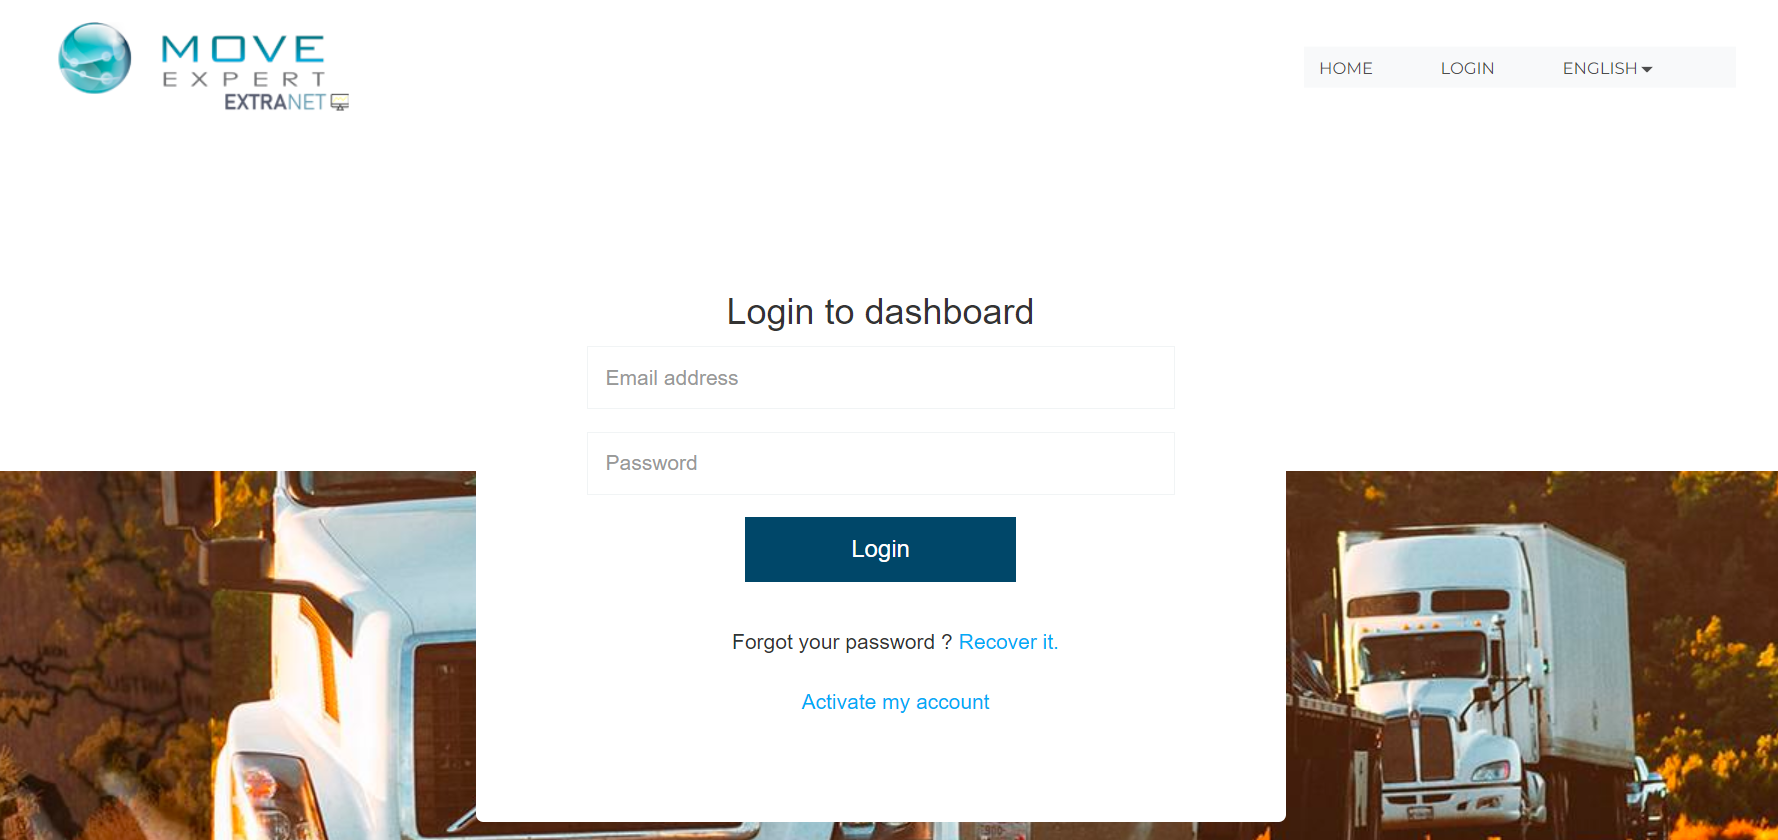 MOVE
EXPERT
EXTRANET
HOME
LOGIN
ENGLISH
Login to dashboard
Email address
Password
Login
Forgot your password ? Recover it.
Activate my account